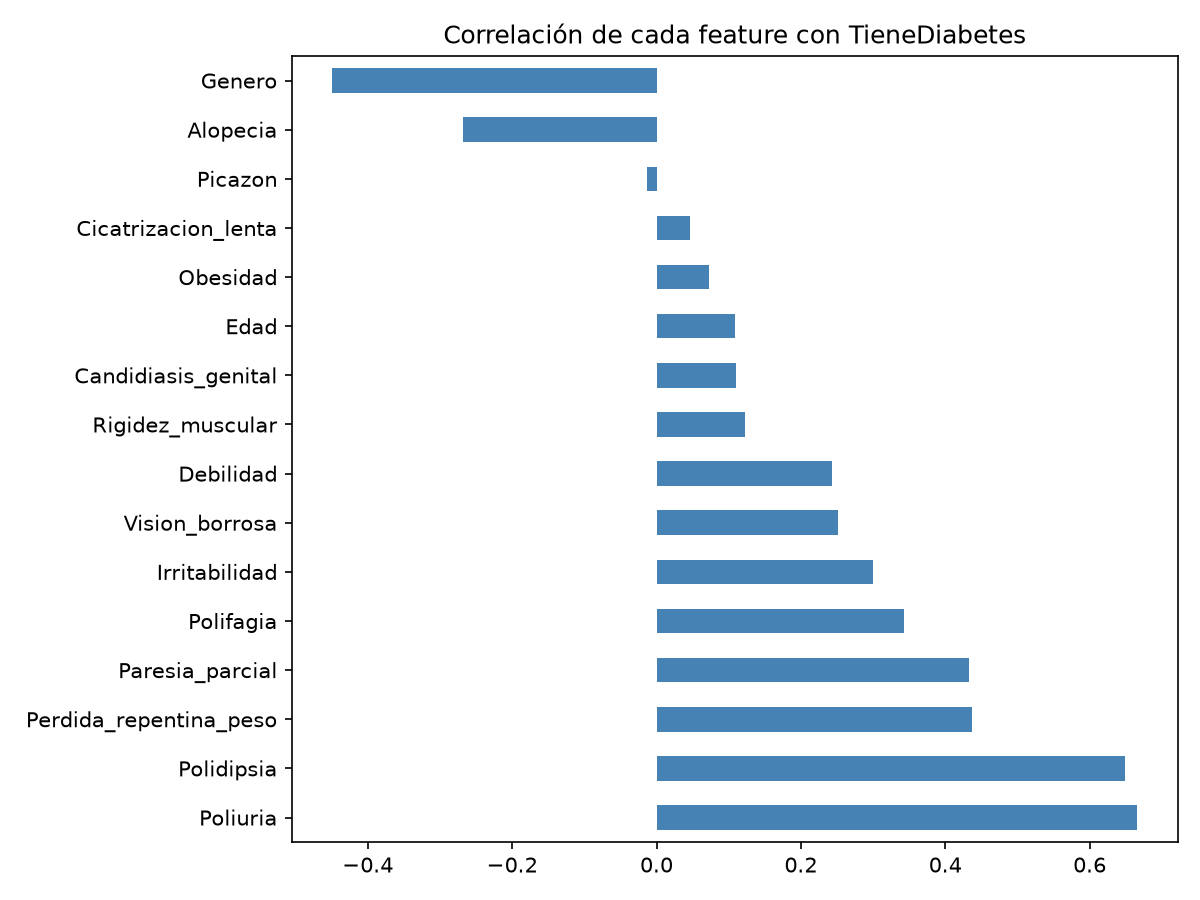 Correlación de cada feature con TieneDiabetes
Genero
Alopecia
Picazon
Cicatrizacion_lenta
Obesidad
Edad
Candidiasis_genital
Rigidez_muscular
Debilidad
Vision_borrosa
Irritabilidad
Polifagia
Paresia_parcial
Perdida_repentina_peso
Polidipsia
Poliuria
−0.4 −0.2 0.0 0.2 0.4 0.6